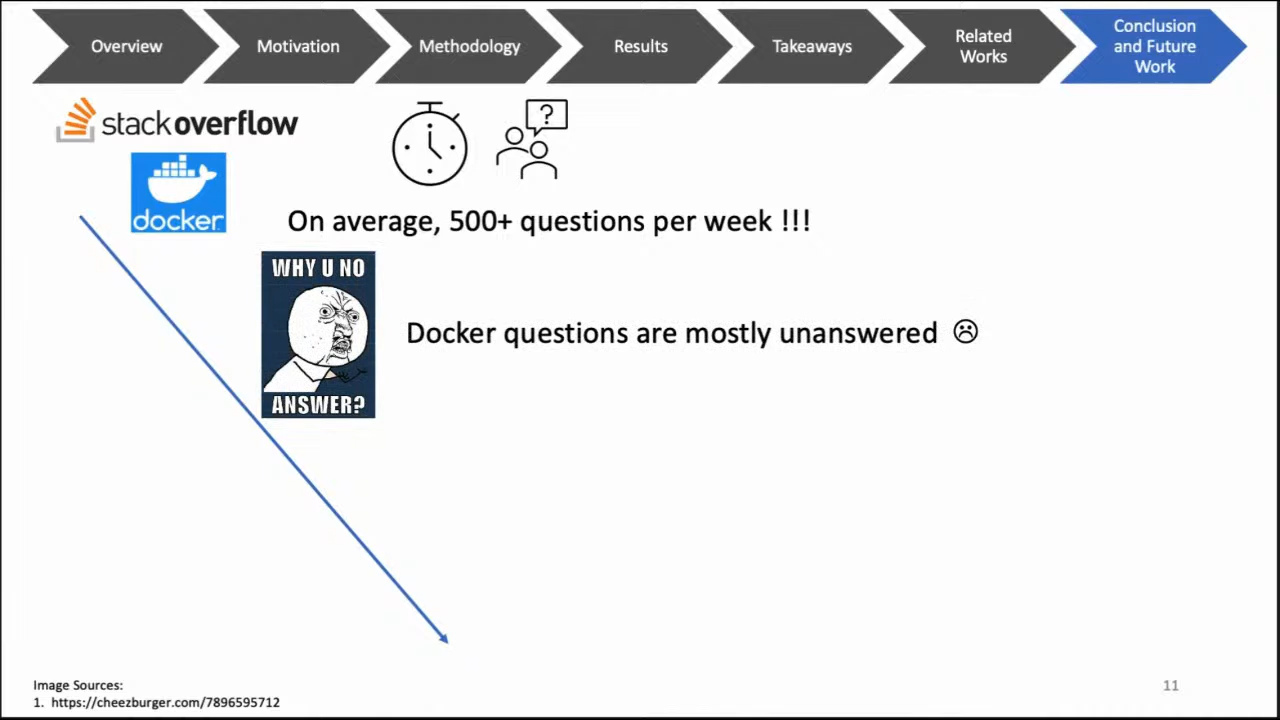 Overview
Motivation
Methodology
Results
Takeaways
Related
Works
Conclusion
and Future
Work
stackoverflow
?
docker
On average, 500+ questions per week !!!
WHY U NO
ANSWER?
Docker questions are mostly unanswered ☹
Image Sources:
1. https://cheezburger.com/7896595712
11